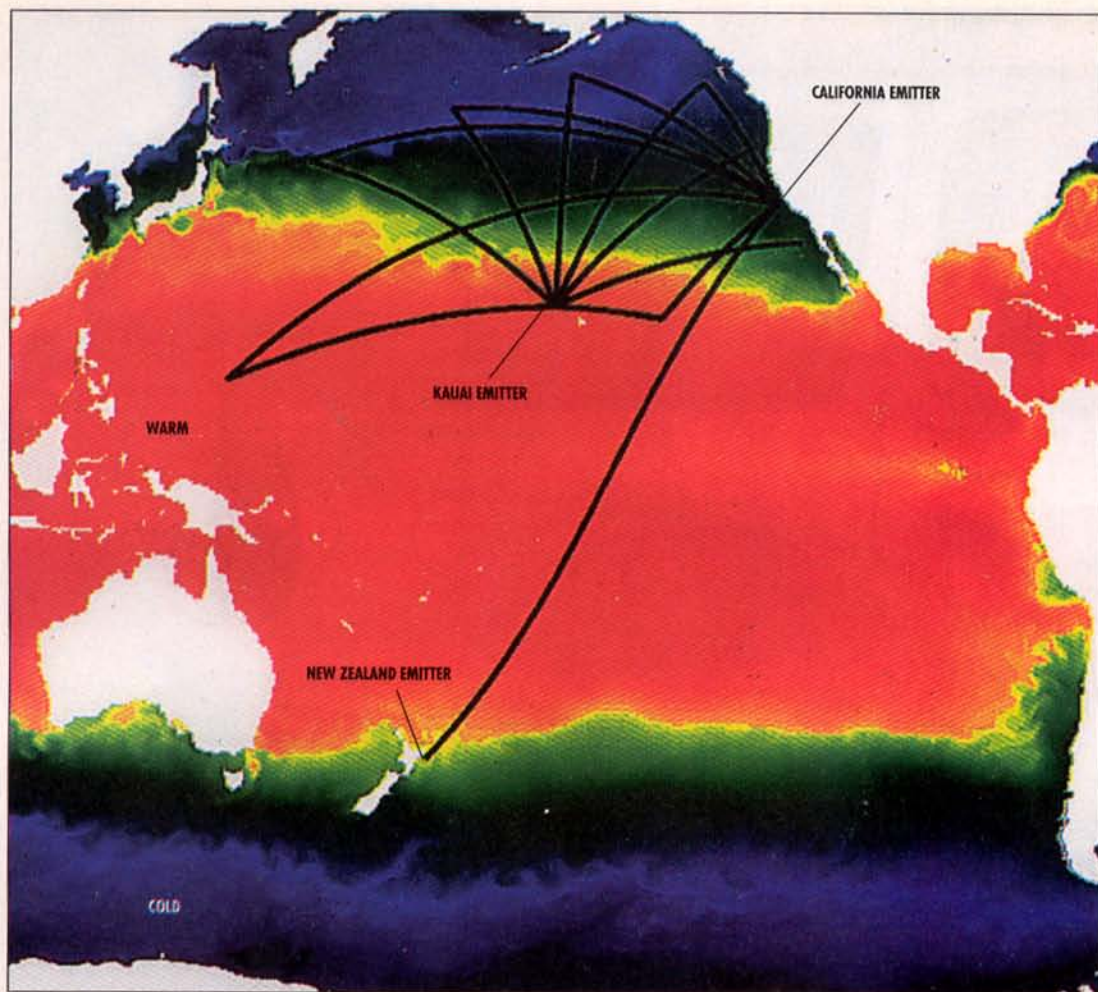 CALIFORNIA EMITTER
KAUAI EMITTER
WARM
NEW ZEALAND EMITTER
COLD